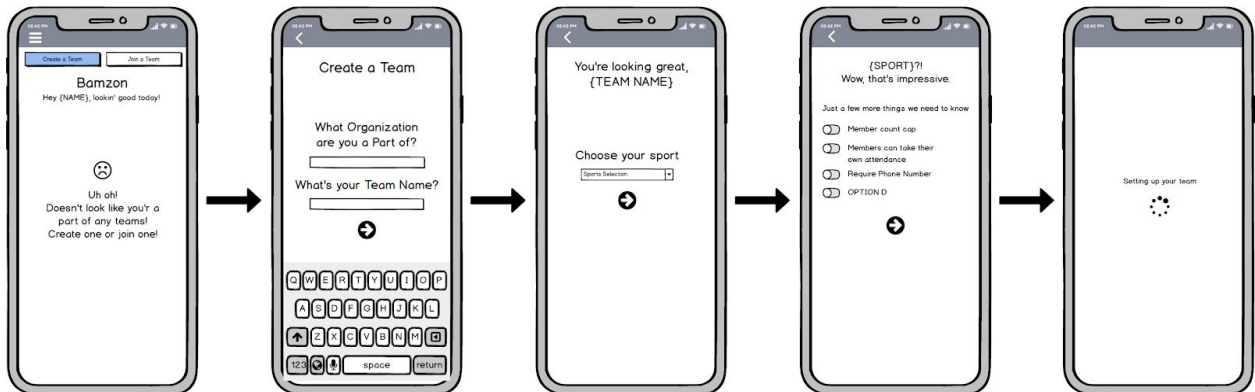 02:42 PM
Create a Team
Join a Team
Bamzon
Hey {NAME}, lookin' good today!
Uh oh!
Doesn't look like you'r a
part of any teams!
Create one or join one!
02:42 PM
Create a Team
What Organization
are you a Part of?
What's your Team Name?
Q W E R T Y U I O P
A S D F G H J K L
Z X C V B N M
123 space return
02:42 PM
You're looking great,
{TEAM NAME}
Choose your sport
Sports Selection
02:42 PM
{SPORT}?!
Wow, that's impressive.
Just a few more things we need to know
Member count cap
Members can take their
own attendance
Require Phone Number
OPTION D
02:42 PM
Setting up your team